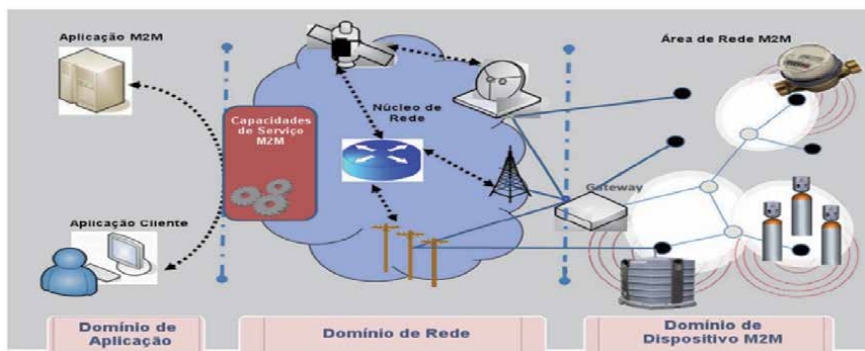 Aplicação M2M
Área de Rede M2M
Núcleo de
Rede
Capacidades
de Serviço
M2M
Gateway
Aplicação Cliente
Domínio de
Aplicação
Domínio de Rede
Domínio de
Dispositivo M2M